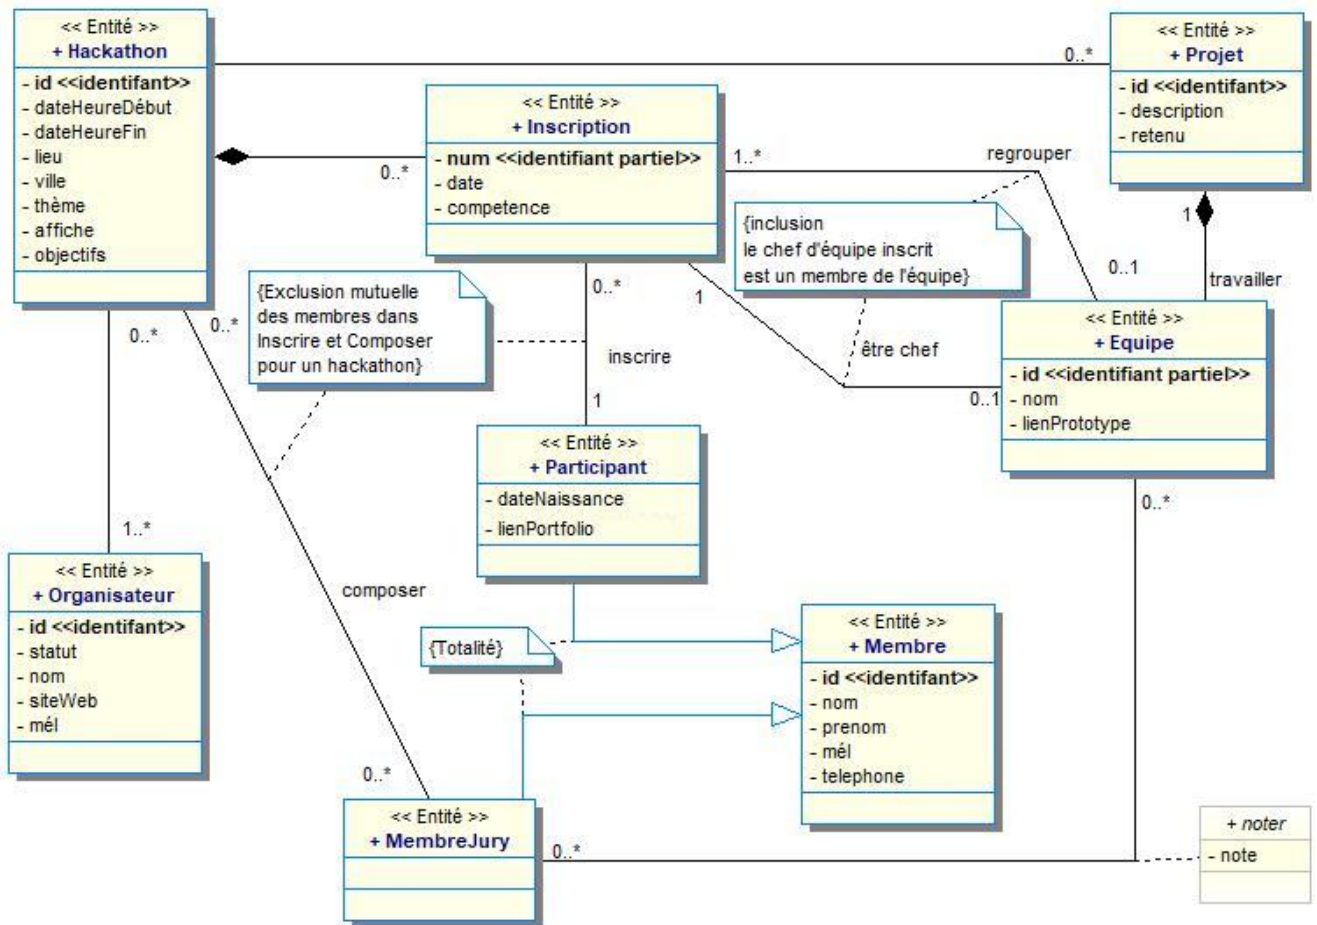 << Entité >>
+ Hackathon
- id <<identifant>>
- dateHeureDébut
- dateHeureFin
- lieu
- ville
- thème
- affiche
- objectifs
0..*
<< Entité >>
+ Projet
- id <<identifant>>
- description
- retenu
0..*
<< Entité >>
+ Inscription
- num <<identifiant partiel>>
- date
- competence
1..*
regrouper
{inclusion
le chef d'équipe inscrit
est un membre de l'équipe}
1
travailler
0..1
{Exclusion mutuelle
des membres dans
Inscrire et Composer
pour un hackathon}
0..*
0..*
0..*
inscrire
1
1
être chef
0..1
<< Entité >>
+ Equipe
- id <<identifiant partiel>>
- nom
- lienPrototype
0..*
<< Entité >>
+ Participant
- dateNaissance
- lienPortfolio
1..*
<< Entité >>
+ Organisateur
- id <<identifant>>
- statut
- nom
- siteWeb
- mél
composer
{Totalité}
<< Entité >>
+ Membre
- id <<identifant>>
- nom
- prenom
- mél
- telephone
0..*
<< Entité >>
+ MembreJury
0..*
+ noter
- note